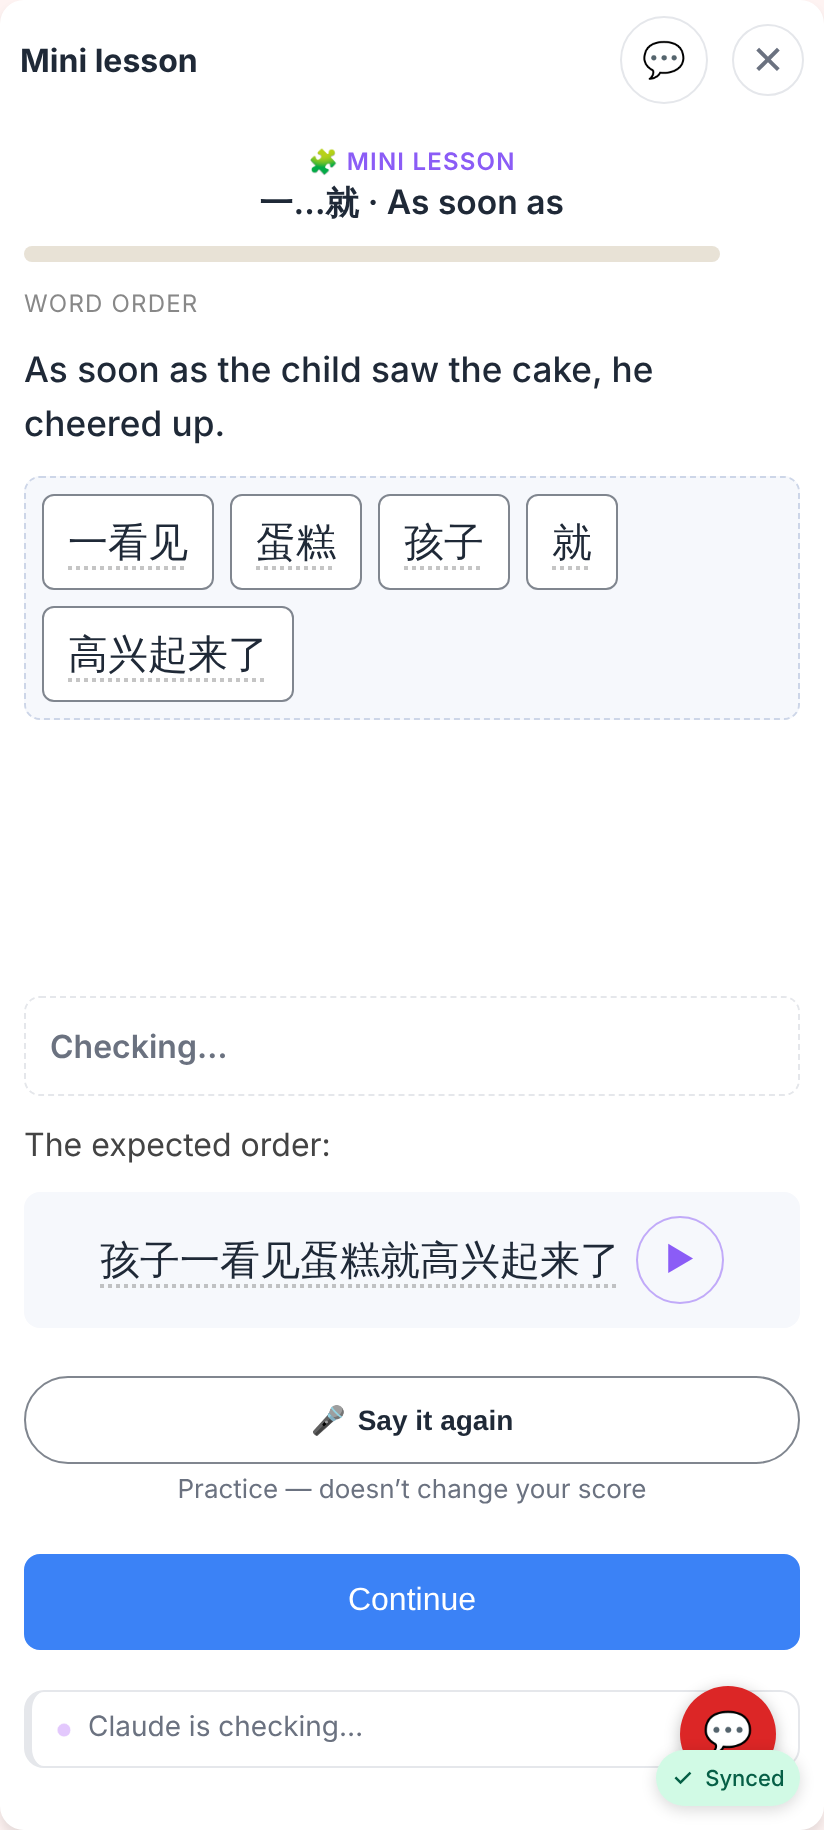 Mini lesson
MINI LESSON
一...就 · As soon as
WORD ORDER
As soon as the child saw the cake, he
cheered up.
一看见 蛋糕 孩子 就
高兴起来了
Checking...
The expected order:
孩子一看见蛋糕就高兴起来了
Say it again
Practice — doesn’t change your score
Continue
Claude is checking...
Synced